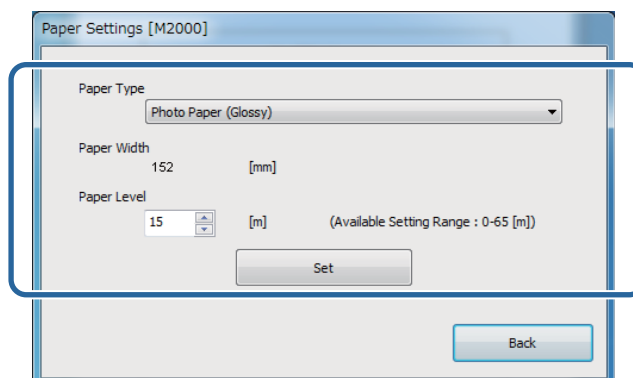 Paper Settings [M2000]
Paper Type
Photo Paper (Glossy)
Paper Width
152 [mm]
Paper Level
15 [m] (Available Setting Range : 0-65 [m])
Set
Back